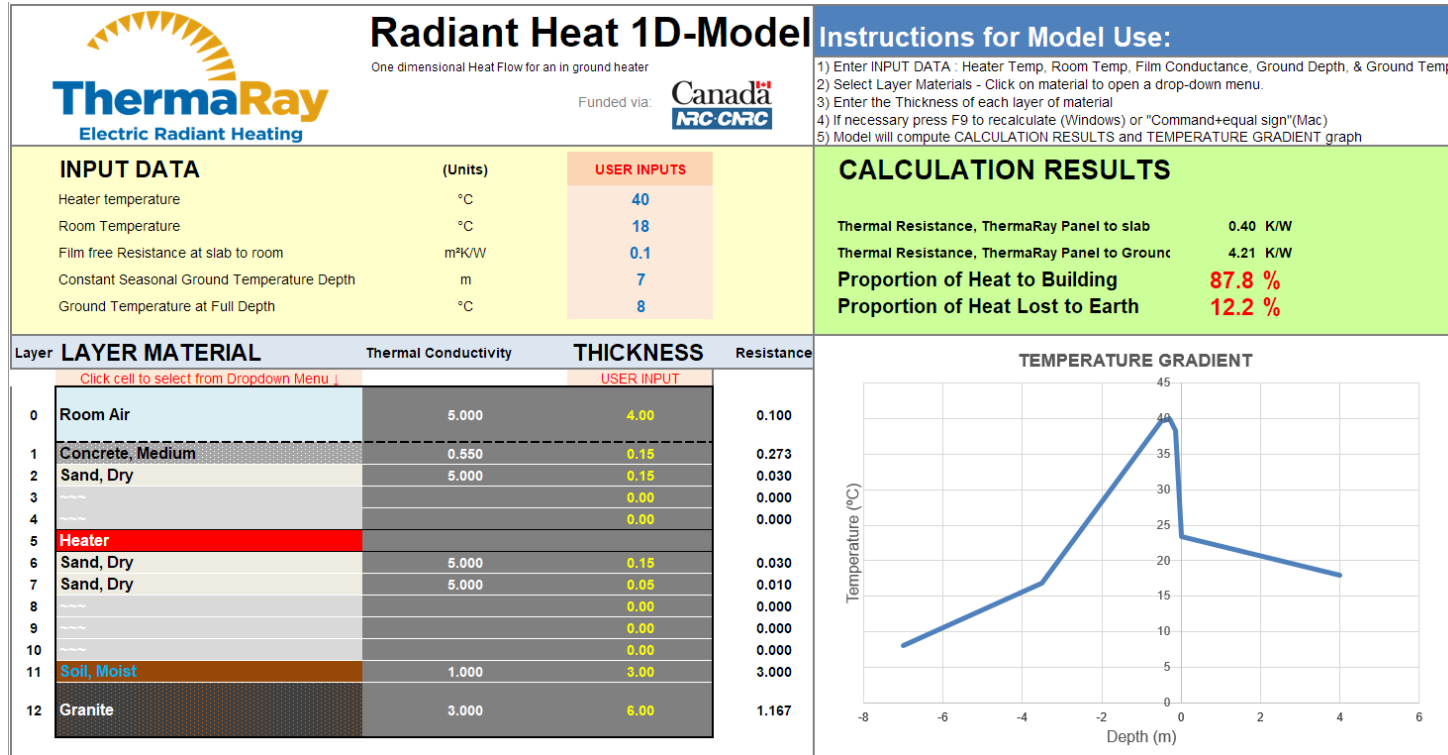 ThermaRay
Electric Radiant Heating
Radiant Heat 1D-Model
One dimensional Heat Flow for an in ground heater
Funded via: Canada
NRC·CNRC
Instructions for Model Use:
1) Enter INPUT DATA : Heater Temp, Room Temp, Film Conductance, Ground Depth, & Ground Temp
2) Select Layer Materials - Click on material to open a drop-down menu.
3) Enter the Thickness of each layer of material
4) If necessary press F9 to recalculate (Windows) or "Command+equal sign"(Mac)
5) Model will compute CALCULATION RESULTS and TEMPERATURE GRADIENT graph
INPUT DATA (Units) USER INPUTS
Heater temperature °C 40
Room Temperature °C 18
Film free Resistance at slab to room m²K/W 0.1
Constant Seasonal Ground Temperature Depth m 7
Ground Temperature at Full Depth °C 8
CALCULATION RESULTS
Thermal Resistance, ThermaRay Panel to slab 0.40 K/W
Thermal Resistance, ThermaRay Panel to Ground 4.21 K/W
Proportion of Heat to Building 87.8 %
Proportion of Heat Lost to Earth 12.2 %
Layer LAYER MATERIAL Thermal Conductivity THICKNESS Resistance
Click cell to select from Dropdown Menu ↓ USER INPUT
0 Room Air 5.000 4.00 0.100
1 Concrete, Medium 0.550 0.15 0.273
2 Sand, Dry 5.000 0.15 0.030
3 ~~~ 0.00 0.000
4 ~~~ 0.00 0.000
5 Heater
6 Sand, Dry 5.000 0.15 0.030
7 Sand, Dry 5.000 0.05 0.010
8 ~~~ 0.00 0.000
9 ~~~ 0.00 0.000
10 ~~~ 0.00 0.000
11 Soil, Moist 1.000 3.00 3.000
12 Granite 3.000 6.00 1.167
TEMPERATURE GRADIENT
45
40
35
30
25
20
15
10
5
0
-8 -6 -4 -2 0 2 4 6
Temperature (ºC)
Depth (m)